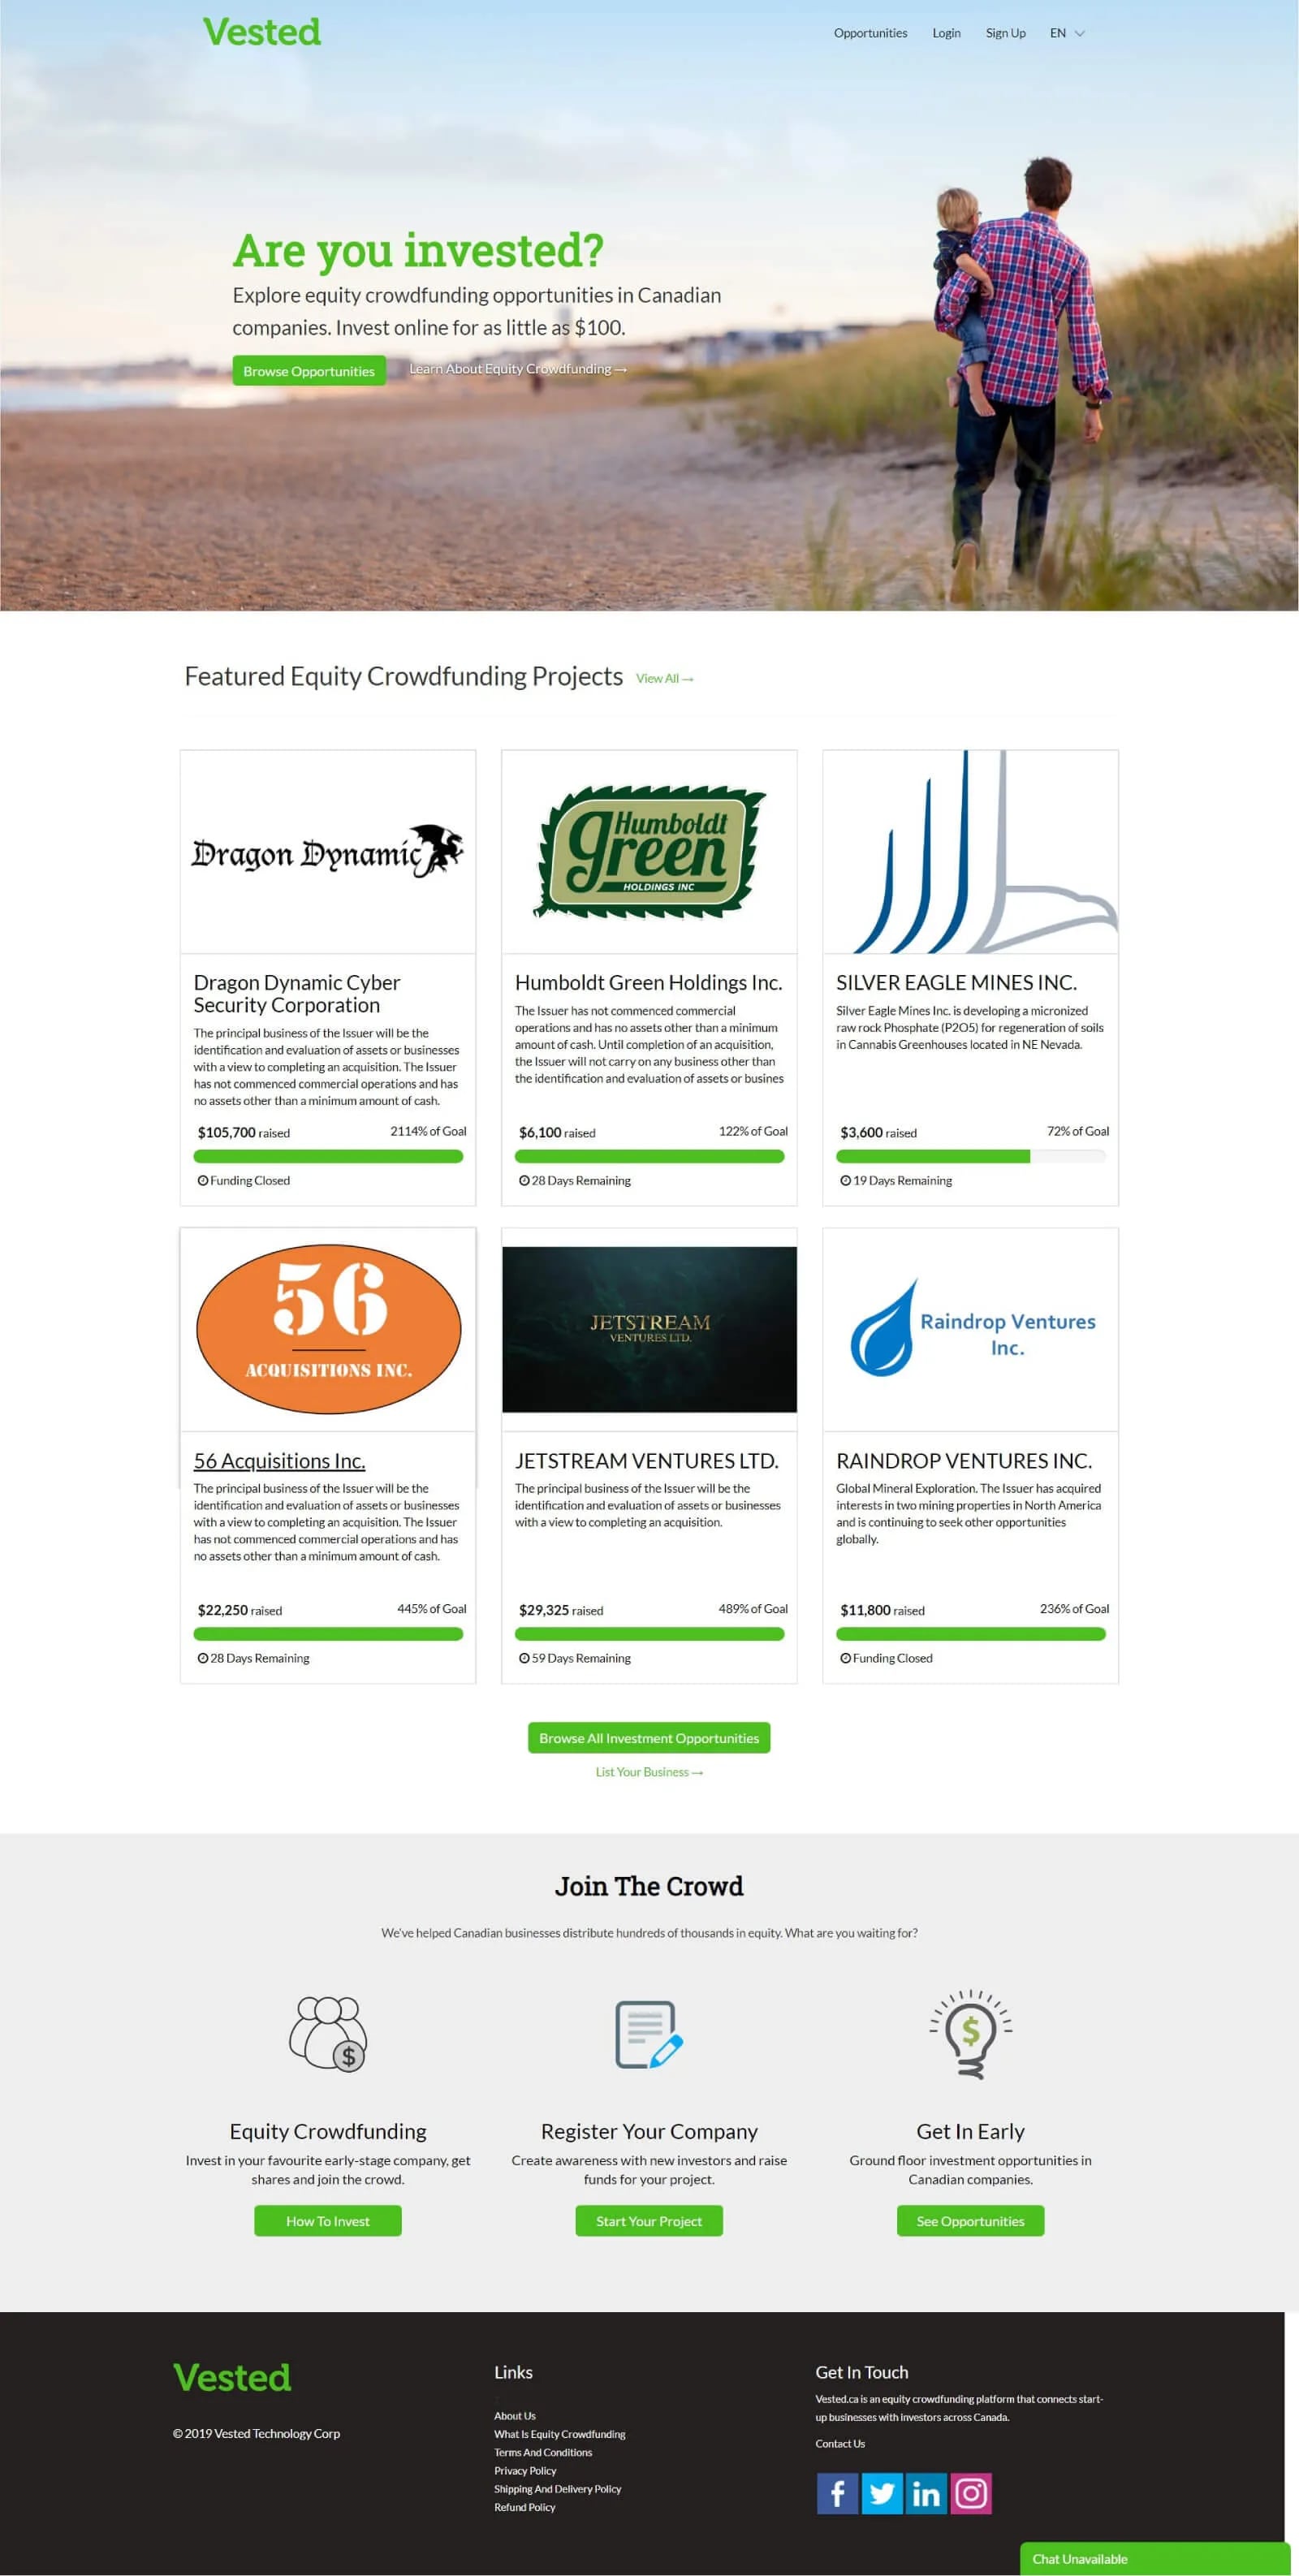 Vested
Opportunities
Login
Sign Up
EN
Are you invested?
Explore equity crowdfunding opportunities in Canadian
companies. Invest online for as little as $100.
Browse Opportunities
Learn About Equity Crowdfunding →
Featured Equity Crowdfunding Projects
View All →
Dragon Dynamic
Dragon Dynamic Cyber
Security Corporation
The principal business of the Issuer will be the
identification and evaluation of assets or businesses
with a view to completing an acquisition. The Issuer
has not commenced commercial operations and has
no assets other than a minimum amount of cash.
$105,700 raised
2114% of Goal
Funding Closed
Humboldt
green
HOLDINGS INC
Humboldt Green Holdings Inc.
The Issuer has not commenced commercial
operations and has no assets other than a minimum
amount of cash. Until completion of an acquisition,
the Issuer will not carry on any business other than
the identification and evaluation of assets or busines
$6,100 raised
122% of Goal
28 Days Remaining
SILVER EAGLE MINES INC.
Silver Eagle Mines Inc. is developing a micronized
raw rock Phosphate (P2O5) for regeneration of soils
in Cannabis Greenhouses located in NE Nevada.
$3,600 raised
72% of Goal
19 Days Remaining
56
ACQUISITIONS INC.
56 Acquisitions Inc.
The principal business of the Issuer will be the
identification and evaluation of assets or businesses
with a view to completing an acquisition. The Issuer
has not commenced commercial operations and has
no assets other than a minimum amount of cash.
$22,250 raised
445% of Goal
28 Days Remaining
JETSTREAM
VENTURES LTD.
JETSTREAM VENTURES LTD.
The principal business of the Issuer will be the
identification and evaluation of assets or businesses
with a view to completing an acquisition.
$29,325 raised
489% of Goal
59 Days Remaining
Raindrop Ventures
Inc.
RAINDROP VENTURES INC.
Global Mineral Exploration. The Issuer has acquired
interests in two mining properties in North America
and is continuing to seek other opportunities
globally.
$11,800 raised
236% of Goal
Funding Closed
Browse All Investment Opportunities
List Your Business →
Join The Crowd
We've helped Canadian businesses distribute hundreds of thousands in equity. What are you waiting for?
Equity Crowdfunding
Invest in your favourite early-stage company, get
shares and join the crowd.
How To Invest
Register Your Company
Create awareness with new investors and raise
funds for your project.
Start Your Project
Get In Early
Ground floor investment opportunities in
Canadian companies.
See Opportunities
Vested
© 2019 Vested Technology Corp
Links
About Us
What Is Equity Crowdfunding
Terms And Conditions
Privacy Policy
Shipping And Delivery Policy
Refund Policy
Get In Touch
Vested.ca is an equity crowdfunding platform that connects start-
up businesses with investors across Canada.
Contact Us
Chat Unavailable